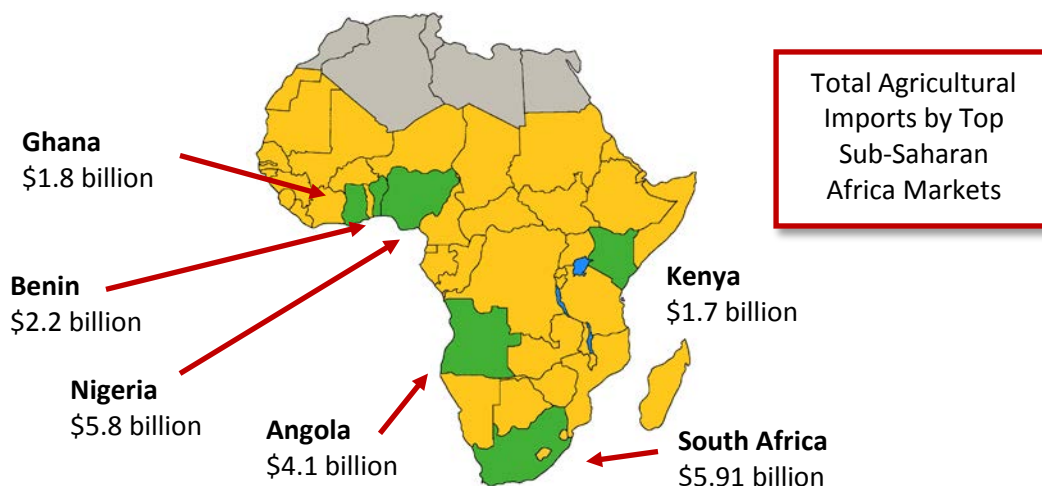 Total Agricultural
Imports by Top
Sub-Saharan
Africa Markets
Ghana
$1.8 billion
Benin
$2.2 billion
Nigeria
$5.8 billion
Angola
$4.1 billion
Kenya
$1.7 billion
South Africa
$5.91 billion